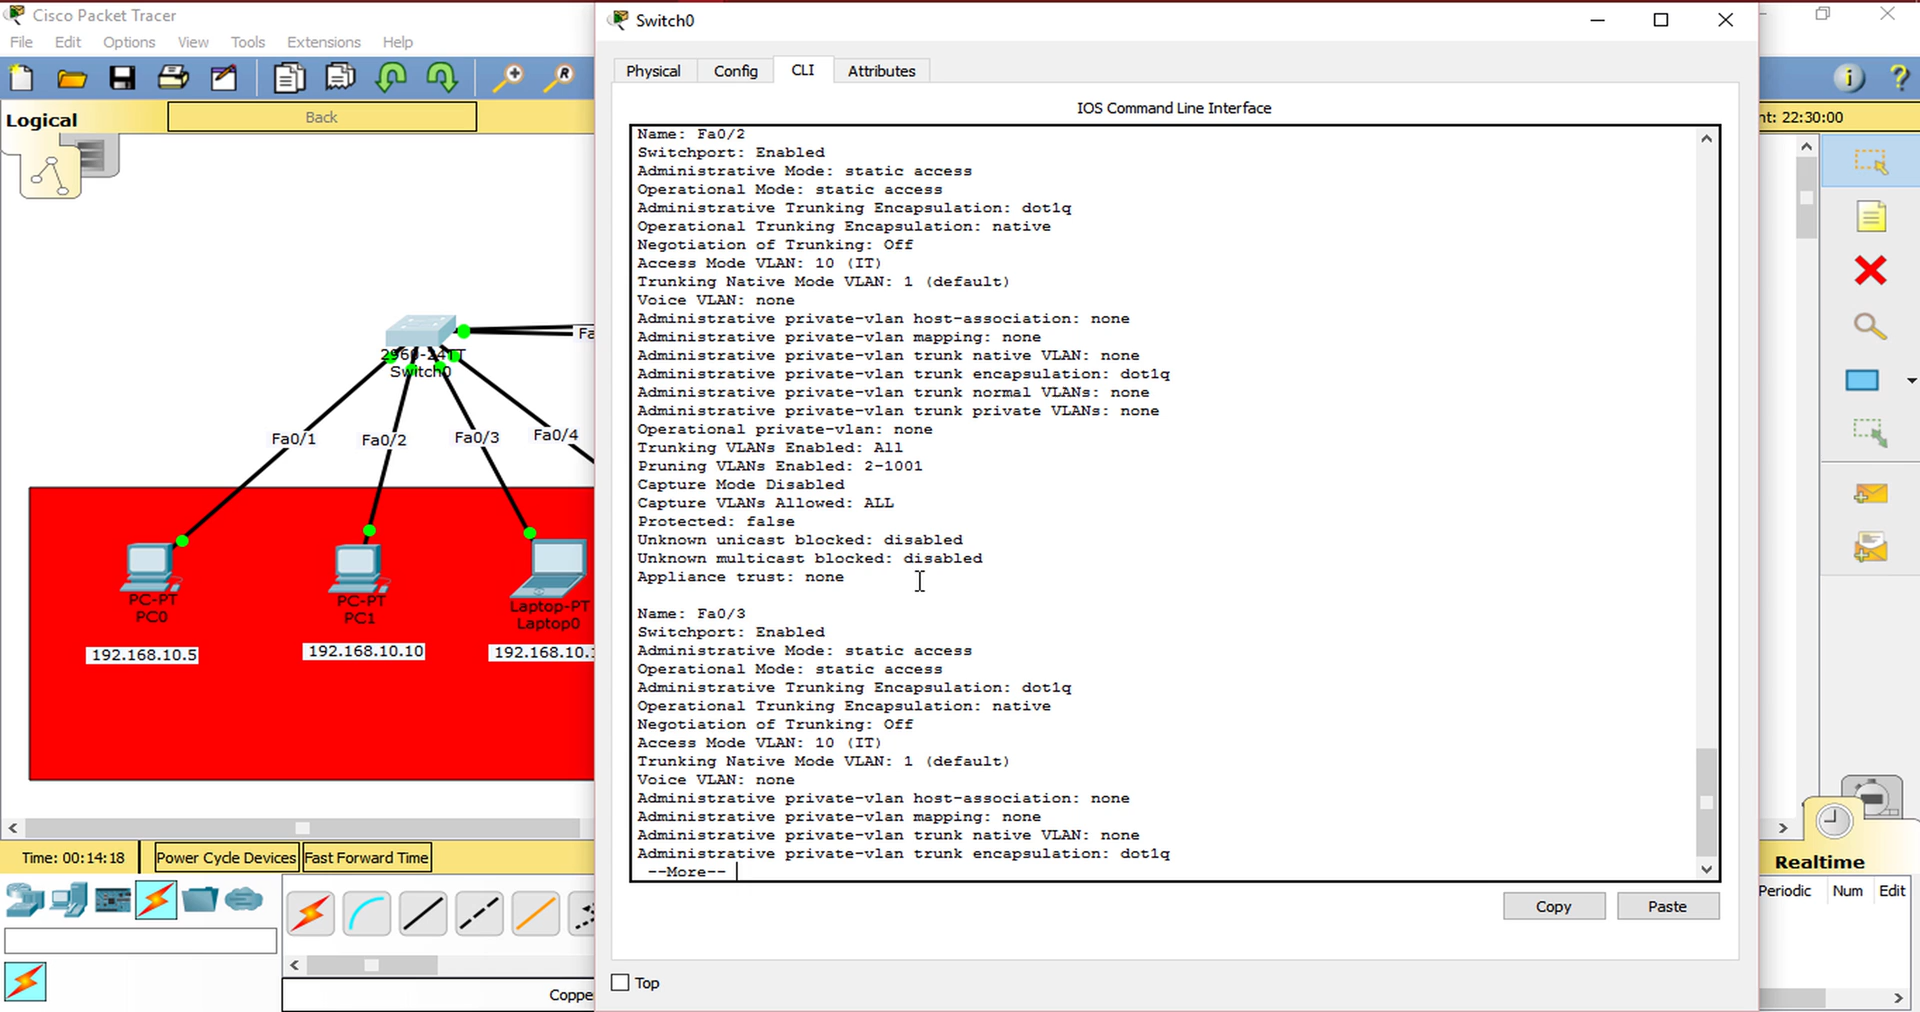 Cisco Packet Tracer
File Edit Options View Tools Extensions Help
Logical
Back
2960-24TT
Switch0
Fa
Fa0/1
Fa0/2
Fa0/3
Fa0/4
PC-PT
PC0
192.168.10.5
PC-PT
PC1
192.168.10.10
Laptop-PT
Laptop0
192.168.10.
Time: 00:14:18
Power Cycle Devices
Fast Forward Time
Coppe
Switch0
Physical Config CLI Attributes
IOS Command Line Interface
Name: Fa0/2
Switchport: Enabled
Administrative Mode: static access
Operational Mode: static access
Administrative Trunking Encapsulation: dot1q
Operational Trunking Encapsulation: native
Negotiation of Trunking: Off
Access Mode VLAN: 10 (IT)
Trunking Native Mode VLAN: 1 (default)
Voice VLAN: none
Administrative private-vlan host-association: none
Administrative private-vlan mapping: none
Administrative private-vlan trunk native VLAN: none
Administrative private-vlan trunk encapsulation: dot1q
Administrative private-vlan trunk normal VLANs: none
Administrative private-vlan trunk private VLANs: none
Operational private-vlan: none
Trunking VLANs Enabled: All
Pruning VLANs Enabled: 2-1001
Capture Mode Disabled
Capture VLANs Allowed: ALL
Protected: false
Unknown unicast blocked: disabled
Unknown multicast blocked: disabled
Appliance trust: none
Name: Fa0/3
Switchport: Enabled
Administrative Mode: static access
Operational Mode: static access
Administrative Trunking Encapsulation: dot1q
Operational Trunking Encapsulation: native
Negotiation of Trunking: Off
Access Mode VLAN: 10 (IT)
Trunking Native Mode VLAN: 1 (default)
Voice VLAN: none
Administrative private-vlan host-association: none
Administrative private-vlan mapping: none
Administrative private-vlan trunk native VLAN: none
Administrative private-vlan trunk encapsulation: dot1q
--More--
Copy
Paste
Top
nt: 22:30:00
Realtime
Periodic Num Edit